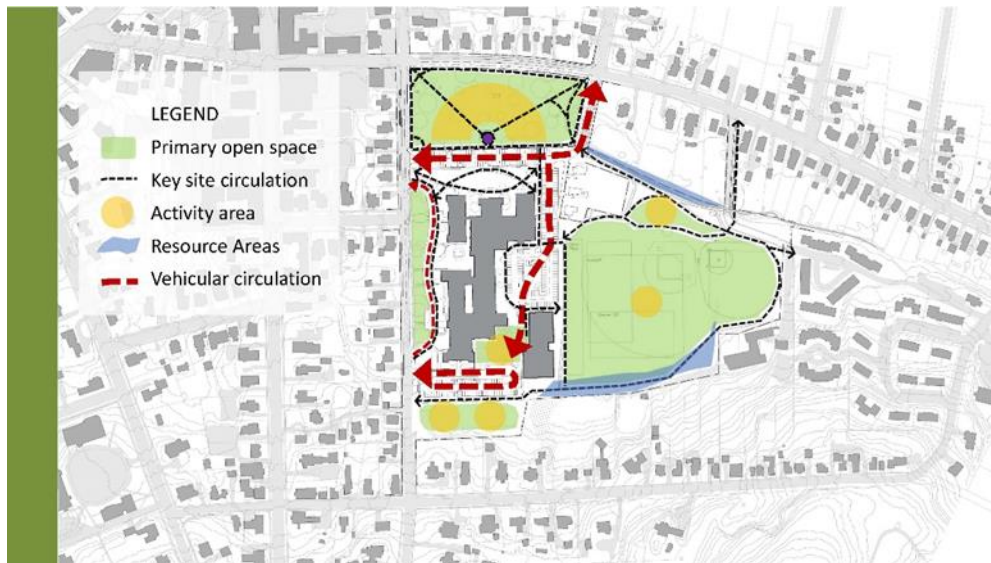 LEGEND
Primary open space
Key site circulation
Activity area
Resource Areas
Vehicular circulation